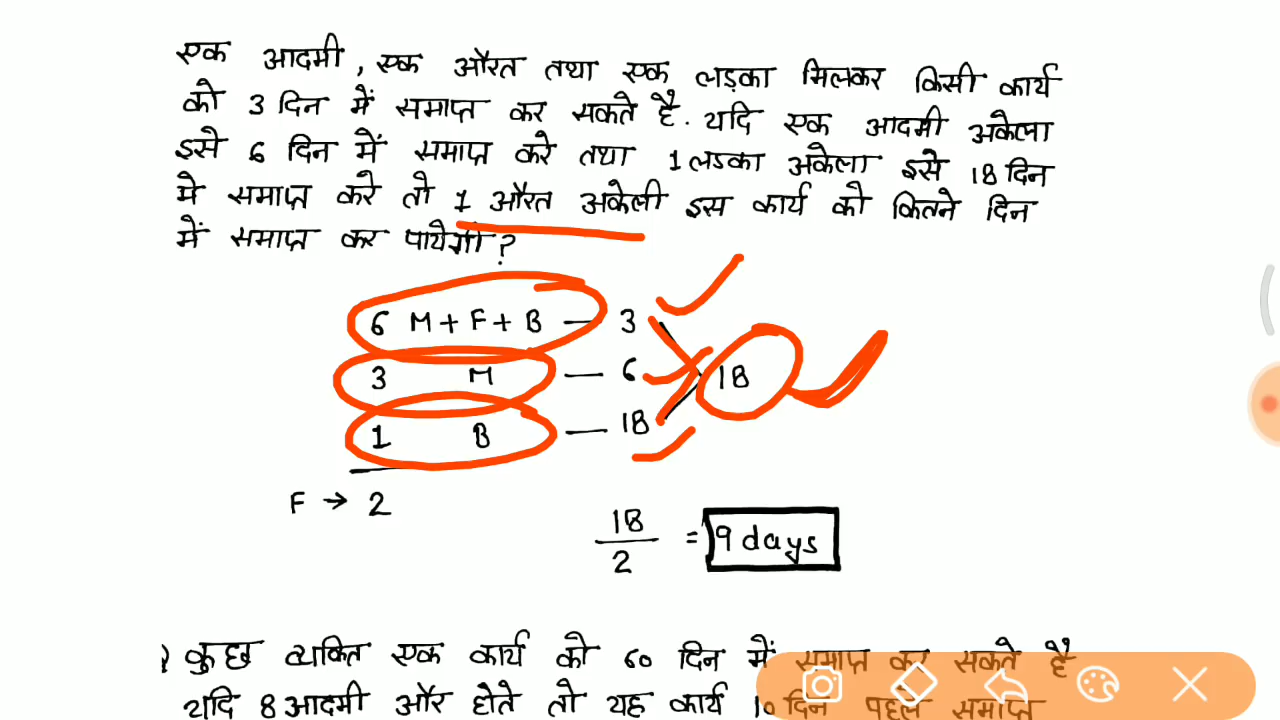 एक आदमी, एक औरत तथा एक लड़का मिलकर किसी कार्य
को 3 दिन में समाप्त कर सकते है. यदि एक आदमी अकेला
इसे 6 दिन में समाप्त करे तथा 1 लडका अकेला इसे 18 दिन
मे समाप्त करे तो 1 औरत अकेली इस कार्य को कितने दिन
में समाप्त कर पायेगी?
6 M + F + B — 3
3 M — 6 18
1 B — 18
F → 2
18/2 = 9 days
? कुछ व्यक्ति एक कार्य को 60 दिन में समाप्त कर सकते है
यदि 8 आदमी और होते तो यह कार्य 10 दिन पहले समाप्त